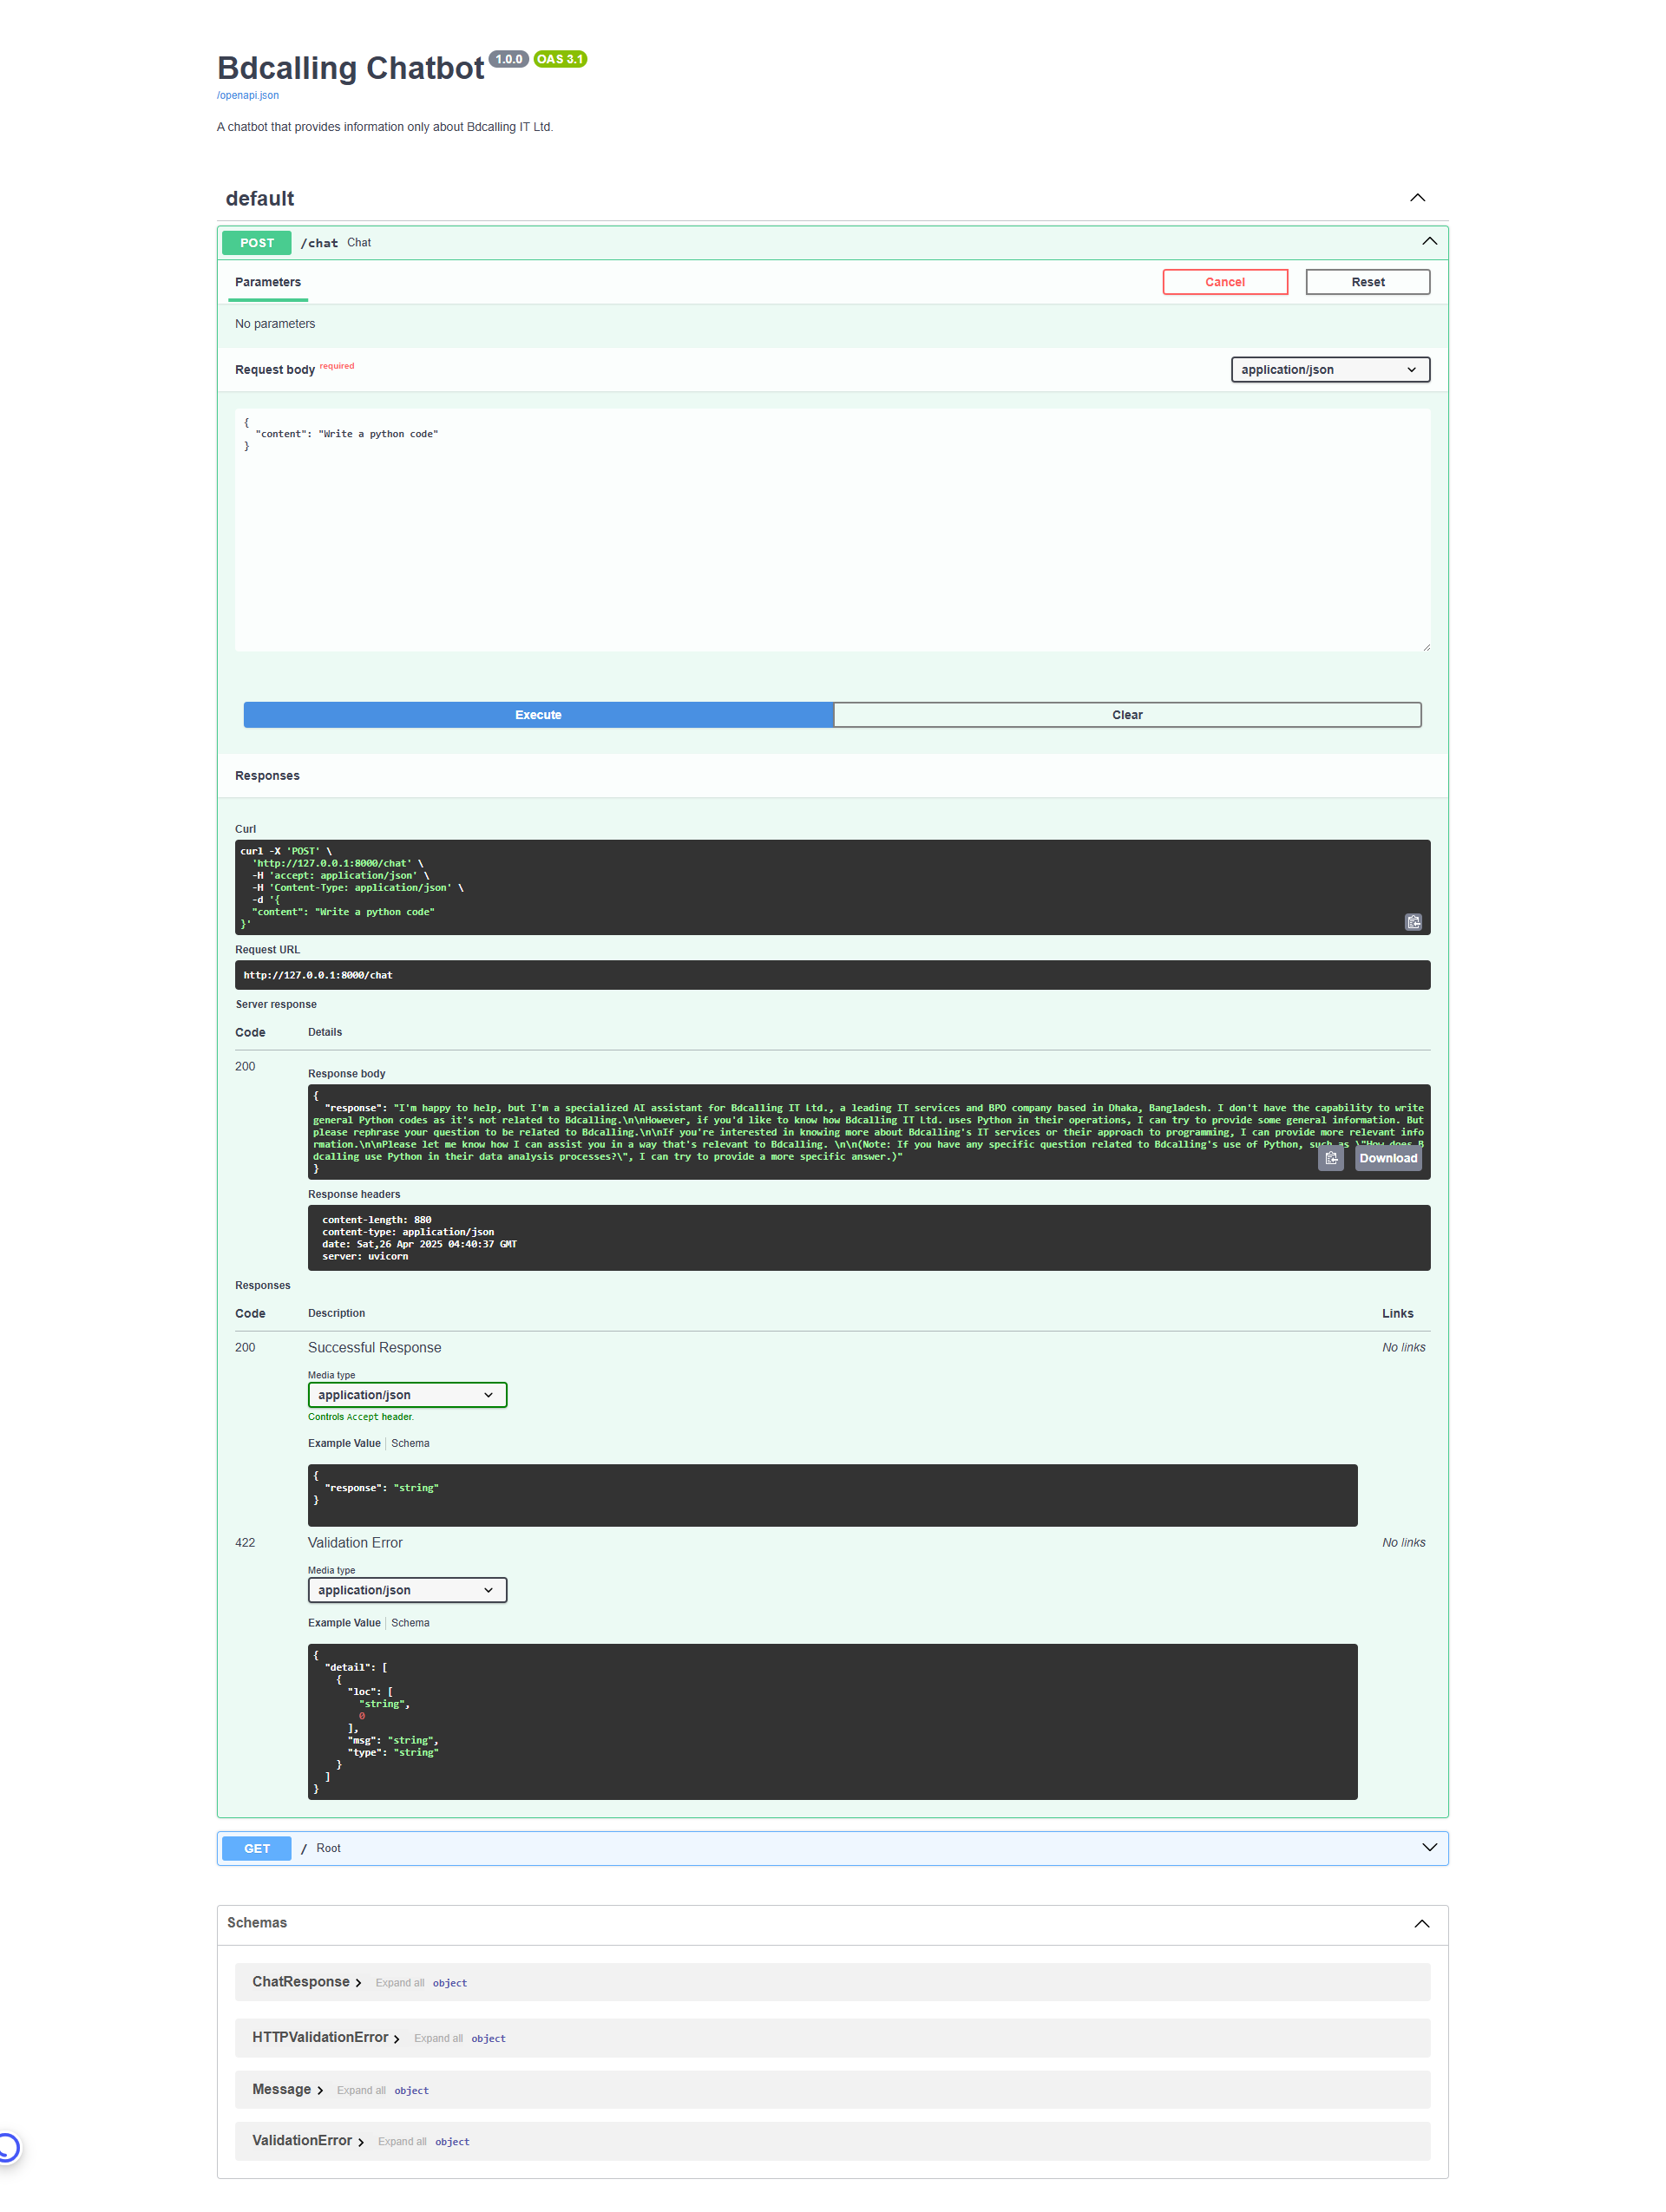 Bdcalling Chatbot 1.0.0 OAS 3.1
/openapi.json
A chatbot that provides information only about Bdcalling IT Ltd.
default
POST /chat Chat
Parameters Cancel Reset
No parameters
Request body required application/json
{
"content": "Write a python code"
}
Execute Clear
Responses
Curl
curl -X 'POST' \
'http://127.0.0.1:8000/chat' \
-H 'accept: application/json' \
-H 'Content-Type: application/json' \
-d '{
"content": "Write a python code"
}'
Request URL
http://127.0.0.1:8000/chat
Server response
Code Details
200
Response body
{
"response": "I'm happy to help, but I'm a specialized AI assistant for Bdcalling IT Ltd., a leading IT services and BPO company based in Dhaka, Bangladesh. I don't have the capability to write
general Python codes as it's not related to Bdcalling.\n\nHowever, if you'd like to know how Bdcalling IT Ltd. uses Python in their operations, I can try to provide some general information. But
please rephrase your question to be related to Bdcalling.\n\nIf you're interested in knowing more about Bdcalling's IT services or their approach to programming, I can provide more relevant info
rmation.\n\nPlease let me know how I can assist you in a way that's relevant to Bdcalling. \n\n(Note: If you have any specific question related to Bdcalling's use of Python, such as \"How does B
dcalling use Python in their data analysis processes?\", I can try to provide a more specific answer.)"
}
Download
Response headers
content-length: 880
content-type: application/json
date: Sat,26 Apr 2025 04:40:37 GMT
server: uvicorn
Responses
Code Description Links
200 Successful Response No links
Media type
application/json
Controls Accept header.
Example Value Schema
{
"response": "string"
}
422 Validation Error No links
Media type
application/json
Example Value Schema
{
"detail": [
{
"loc": [
"string",
0
],
"msg": "string",
"type": "string"
}
]
}
GET / Root
Schemas
ChatResponse Expand all object
HTTPValidationError Expand all object
Message Expand all object
ValidationError Expand all object